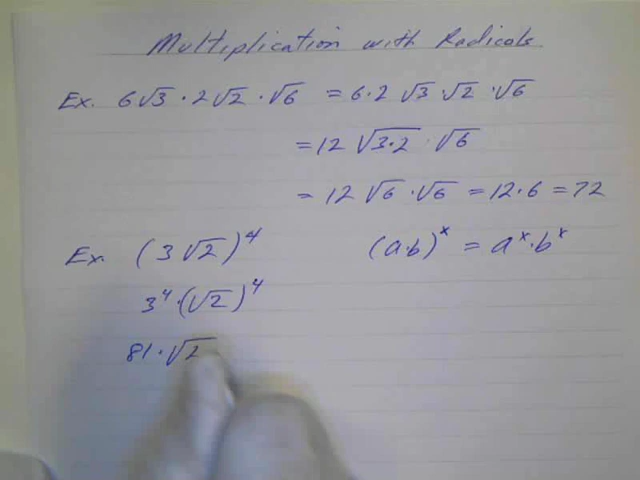 Multiplication with Radicals
Ex. 6√3 · 2√2 · √6 = 6·2 √3 · √2 · √6
= 12 √3·2 · √6
= 12 √6 · √6 = 12·6 = 72
Ex. (3√2)⁴ (a·b)ˣ = aˣ·bˣ
3⁴·(√2)⁴
81·√2